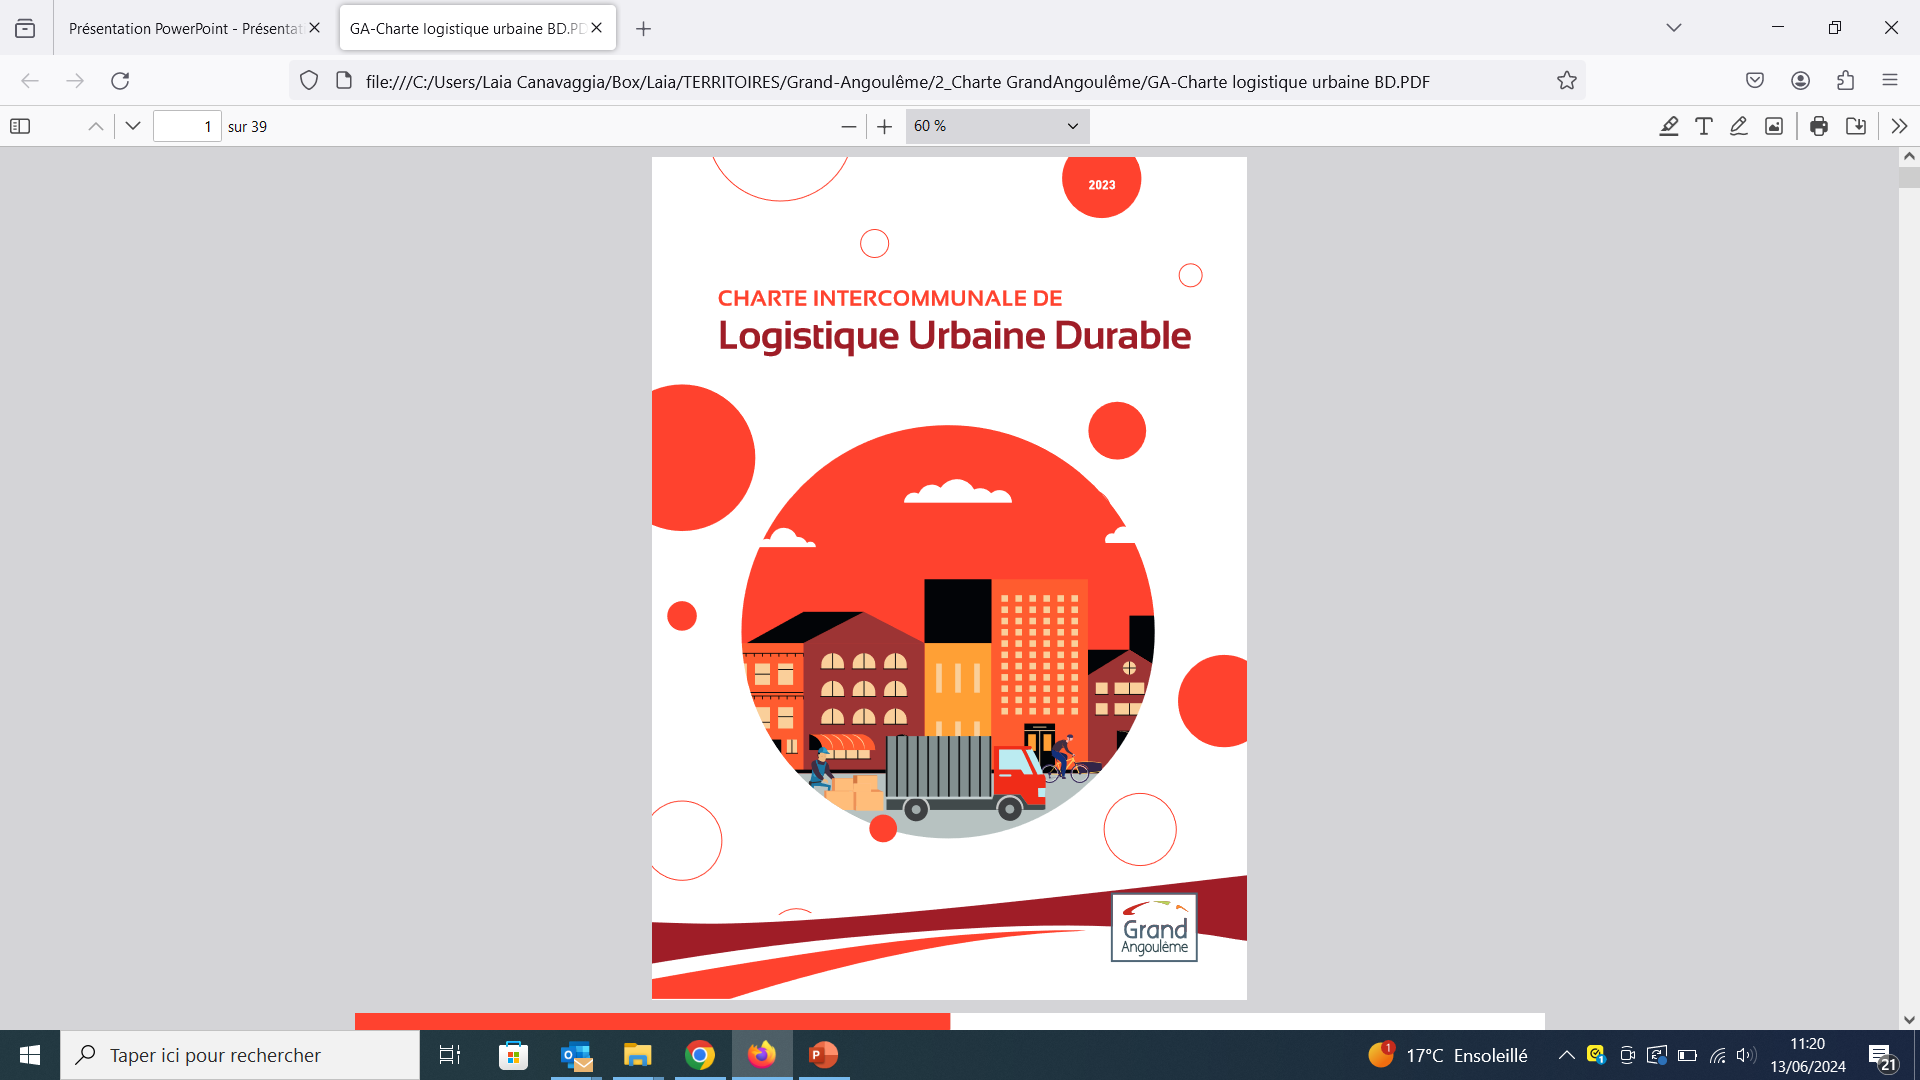 Présentation PowerPoint - Présentat
GA-Charte logistique urbaine BD.PD
file:///C:/Users/Laia Canavaggia/Box/Laia/TERRITOIRES/Grand-Angoulême/2_Charte GrandAngoulême/GA-Charte logistique urbaine BD.PDF
1 sur 39
60 %
2023
CHARTE INTERCOMMUNALE DE
Logistique Urbaine Durable
Grand
Angoulême
Taper ici pour rechercher
1
17°C Ensoleillé
1
11:20
13/06/2024
21